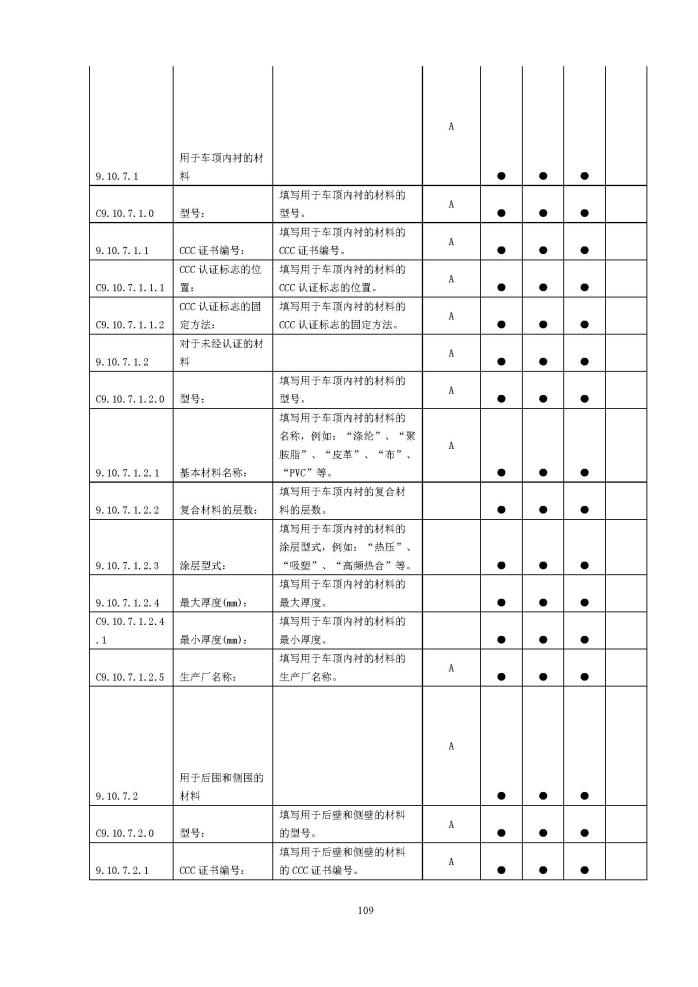 A
用于车顶内衬的材
9.10.7.1 料 ● ● ●
填写用于车顶内衬的材料的
A
C9.10.7.1.0 型号: 型号。 ● ● ●
填写用于车顶内衬的材料的
A
9.10.7.1.1 CCC 证书编号: CCC 证书编号。 ● ● ●
CCC 认证标志的位 填写用于车顶内衬的材料的
A
C9.10.7.1.1.1 置: CCC 认证标志的位置。 ● ● ●
CCC 认证标志的固 填写用于车顶内衬的材料的
A
C9.10.7.1.1.2 定方法: CCC 认证标志的固定方法。 ● ● ●
对于未经认证的材
A
9.10.7.1.2 料 ● ● ●
填写用于车顶内衬的材料的
A
C9.10.7.1.2.0 型号: 型号。 ● ● ●
填写用于车顶内衬的材料的
名称,例如:“涤纶”、“聚
A
胺脂”、“皮革”、“布”、
9.10.7.1.2.1 基本材料名称: “PVC”等。 ● ● ●
填写用于车顶内衬的复合材
9.10.7.1.2.2 复合材料的层数: 料的层数。 ● ● ●
填写用于车顶内衬的材料的
涂层型式,例如:“热压”、
9.10.7.1.2.3 涂层型式: “吸塑”、“高频热合”等。 ● ● ●
填写用于车顶内衬的材料的
9.10.7.1.2.4 最大厚度(mm): 最大厚度。 ● ● ●
C9.10.7.1.2.4 填写用于车顶内衬的材料的
.1 最小厚度(mm): 最小厚度。 ● ● ●
填写用于车顶内衬的材料的
A
C9.10.7.1.2.5 生产厂名称: 生产厂名称。 ● ● ●
A
用于后围和侧围的
9.10.7.2 材料 ● ● ●
填写用于后壁和侧壁的材料
A
C9.10.7.2.0 型号: 的型号。 ● ● ●
填写用于后壁和侧壁的材料
A
9.10.7.2.1 CCC 证书编号: 的 CCC 证书编号。 ● ● ●
109